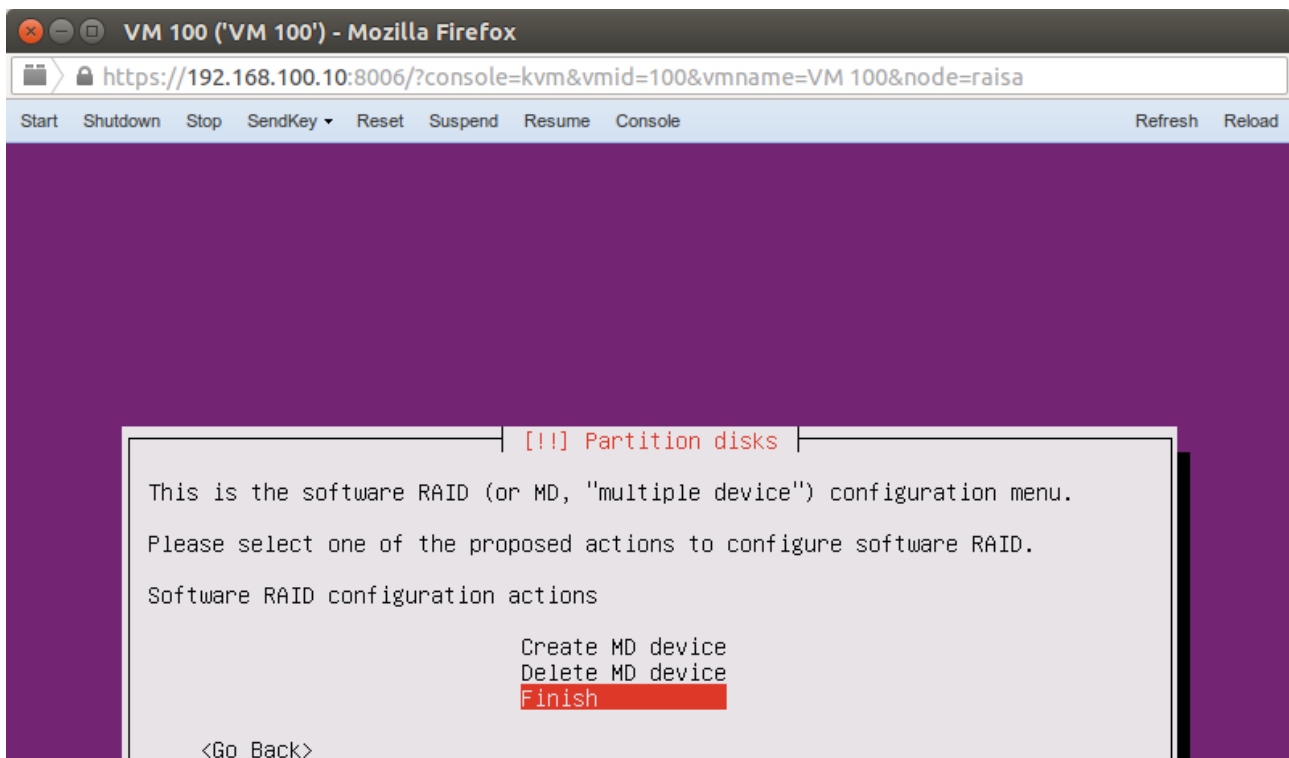 VM 100 ('VM 100') - Mozilla Firefox
https://192.168.100.10:8006/?console=kvm&vmid=100&vmname=VM 100&node=raisa
Start Shutdown Stop SendKey Reset Suspend Resume Console Refresh Reload
[!!] Partition disks
This is the software RAID (or MD, "multiple device") configuration menu.
Please select one of the proposed actions to configure software RAID.
Software RAID configuration actions
Create MD device
Delete MD device
Finish
<Go Back>